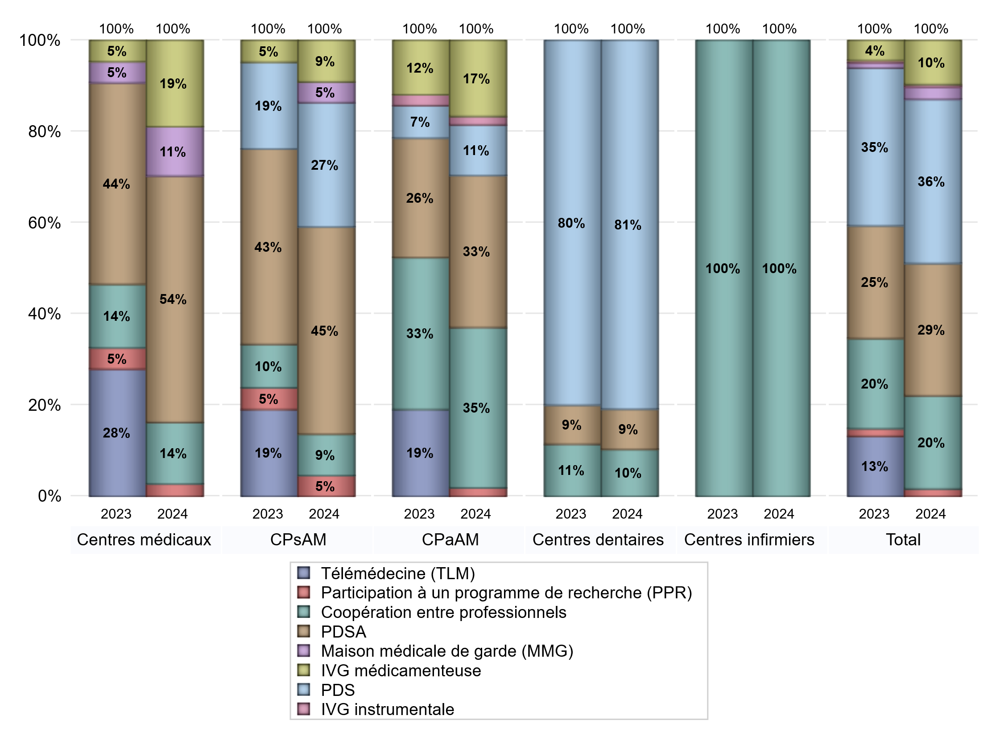 100% 100% 100% 100% 100% 100% 100% 100% 100% 100% 100% 100%
100%
80%
60%
40%
20%
0%
5% 5% 44% 14% 5% 28%
19% 11% 54% 14%
5% 19% 43% 10% 5% 19%
9% 5% 27% 45% 9% 5%
12% 7% 26% 33% 19%
17% 11% 33% 35%
80% 9% 11%
81% 9% 10%
100%
100%
4% 35% 25% 20% 13%
10% 36% 29% 20%
2023 2024 2023 2024 2023 2024 2023 2024 2023 2024 2023 2024
Centres médicaux CPsAM CPaAM Centres dentaires Centres infirmiers Total
Télémédecine (TLM)
Participation à un programme de recherche (PPR)
Coopération entre professionnels
PDSA
Maison médicale de garde (MMG)
IVG médicamenteuse
PDS
IVG instrumentale